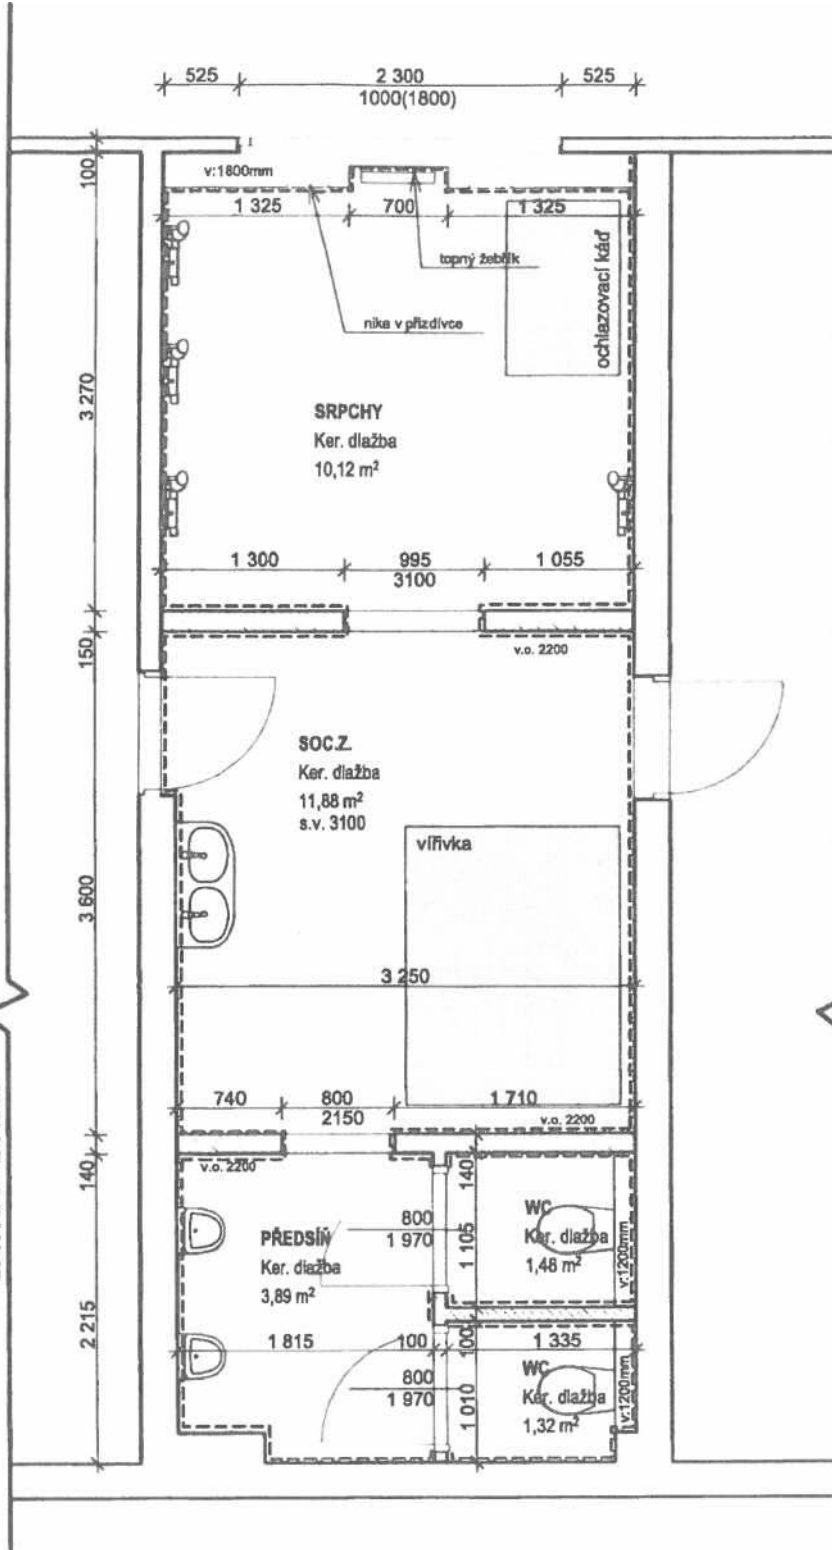 525
2 300
525
1000(1800)
v:1800mm
100
1 325
700
1 325
topný žebřík
ochlazovací káď
nika v přizdívce
3 270
SRPCHY
Ker. dlažba
10,12 m²
1 300
995
1 055
3100
150
v.o. 2200
SOC.Z.
Ker. dlažba
11,88 m²
s.v. 3100
vířivka
3 600
3 250
740
800
1 710
2150
v.o. 2200
140
v.o. 2200
140
PŘEDSÍŇ
Ker. dlažba
3,89 m²
800
1 970
1 105
WC
Ker. dlažba
1,48 m²
v:1200mm
2 215
1 815
100
100
1 335
800
1 970
1 010
WC
Ker. dlažba
1,32 m²
v:1200mm